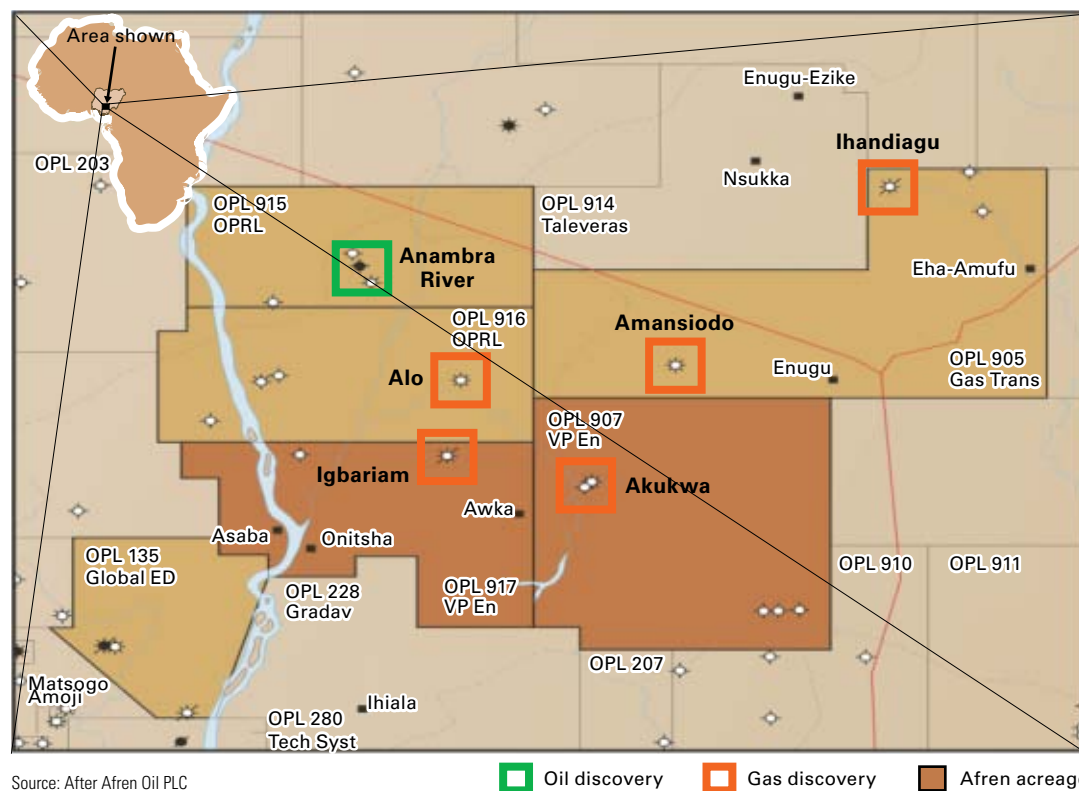 Area shown
Enugu-Ezike
Ihandiagu
OPL 203
Nsukka
OPL 915
OPRL
OPL 914
Taleveras
Anambra
River
Eha-Amufu
OPL 916
OPRL
Amansiodo
Alo
Enugu
OPL 905
Gas Trans
OPL 907
VP En
Igbariam
Akukwa
Awka
Asaba
Onitsha
OPL 135
Global ED
OPL 228
Gradav
OPL 917
VP En
OPL 910
OPL 911
OPL 207
Matsogo
Amoji
Ihiala
OPL 280
Tech Syst
Source: After Afren Oil PLC
Oil discovery
Gas discovery
Afren acreage